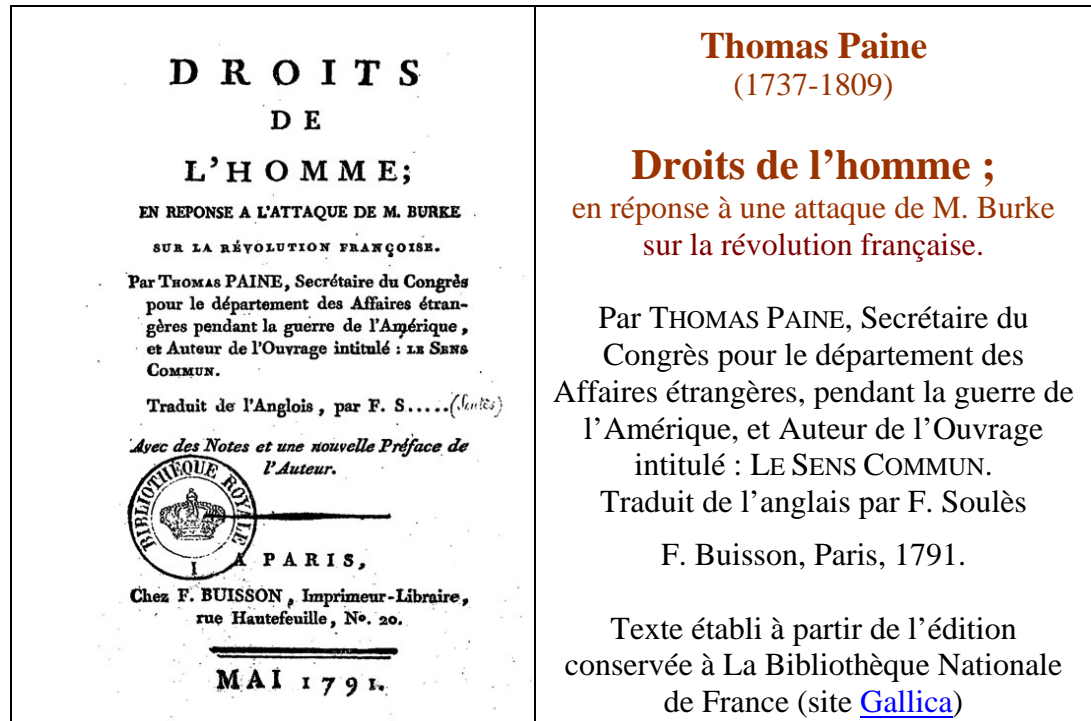 DROITS
DE
L'HOMME;
EN REPONSE A L'ATTAQUE DE M. BURKE
SUR LA RÉVOLUTION FRANÇOISE.
Par THOMAS PAINE, Secrétaire du Congrès
pour le département des Affaires étran-
gères pendant la guerre de l'Amérique,
et Auteur de l'Ouvrage intitulé : LE SENS
COMMUN.
Traduit de l'Anglois, par F. S.....(Soulès)
Avec des Notes et une nouvelle Préface de
l'Auteur.
BIBLIOTHÈQUE ROYALE
I
A PARIS,
Chez F. BUISSON, Imprimeur-Libraire,
rue Hautefeuille, No. 20.
MAI 1791.
Thomas Paine
(1737-1809)
Droits de l’homme ;
en réponse à une attaque de M. Burke
sur la révolution française.
Par THOMAS PAINE, Secrétaire du
Congrès pour le département des
Affaires étrangères, pendant la guerre de
l’Amérique, et Auteur de l’Ouvrage
intitulé : LE SENS COMMUN.
Traduit de l’anglais par F. Soulès
F. Buisson, Paris, 1791.
Texte établi à partir de l’édition
conservée à La Bibliothèque Nationale
de France (site Gallica)